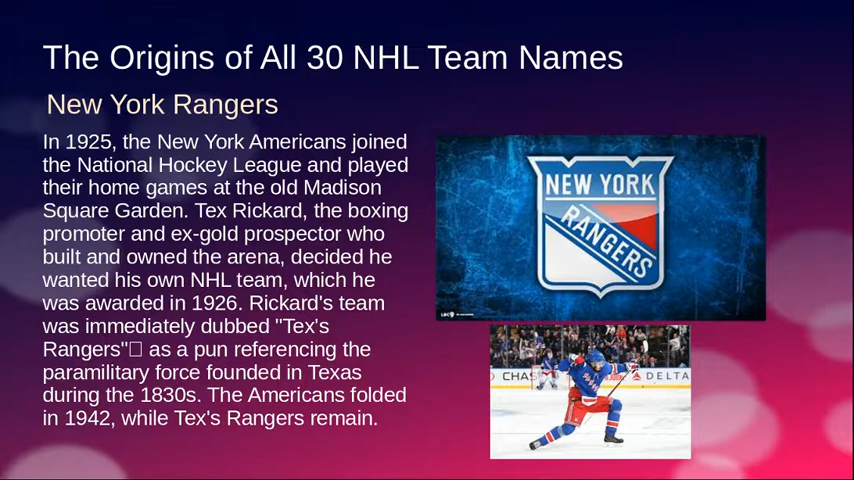 The Origins of All 30 NHL Team Names
New York Rangers
In 1925, the New York Americans joined
the National Hockey League and played
their home games at the old Madison
Square Garden. Tex Rickard, the boxing
promoter and ex-gold prospector who
built and owned the arena, decided he
wanted his own NHL team, which he
was awarded in 1926. Rickard's team
was immediately dubbed "Tex's
Rangers"□ as a pun referencing the
paramilitary force founded in Texas
during the 1830s. The Americans folded
in 1942, while Tex's Rangers remain.
NEW YORK
RANGERS
CHAS
DELTA